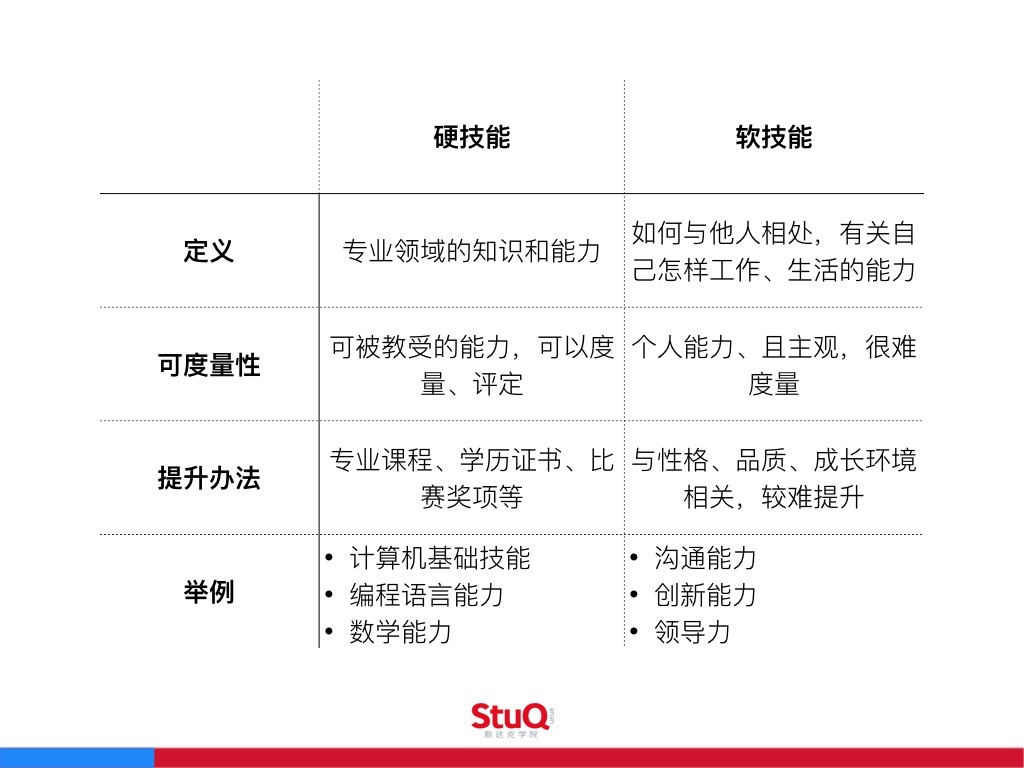 硬技能
软技能
定义
专业领域的知识和能力
如何与他人相处，有关自
己怎样工作、生活的能力
可度量性
可被教受的能力，可以度
量、评定
个人能力、且主观，很难
度量
提升办法
专业课程、学历证书、比
赛奖项等
与性格、品质、成长环境
相关，较难提升
举例
• 计算机基础技能
• 编程语言能力
• 数学能力
• 沟通能力
• 创新能力
• 领导力
StuQ
斯达克学院